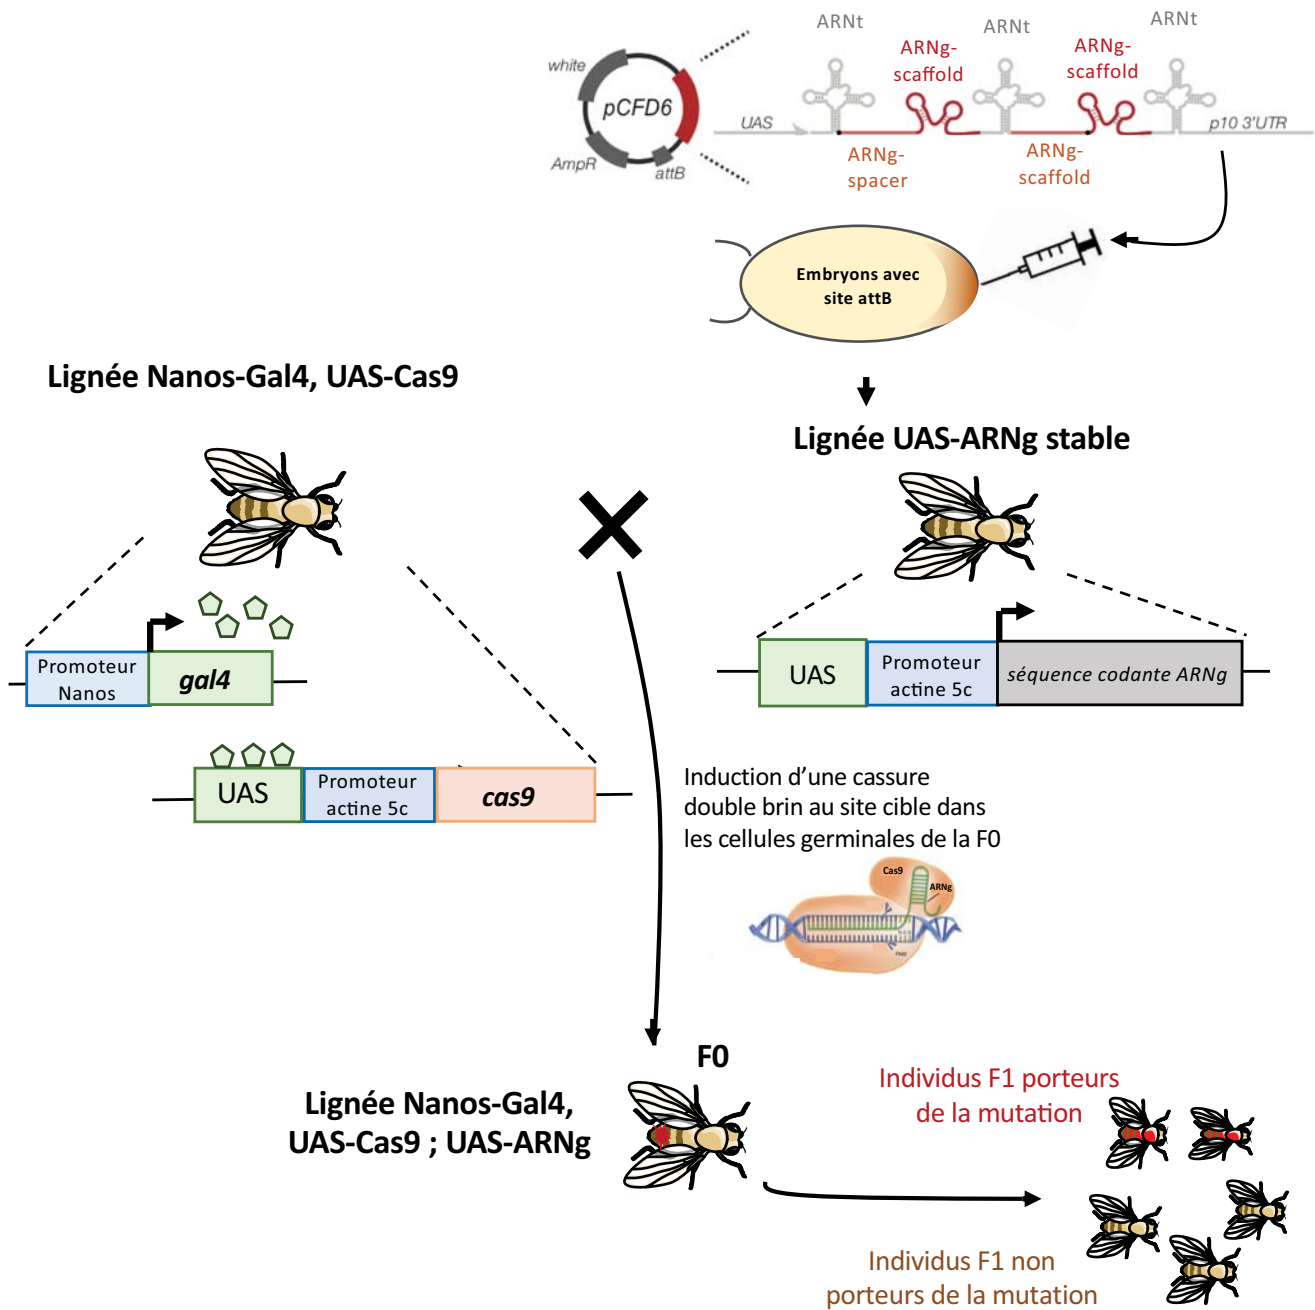 ARNt
ARNg-
scaffold
ARNt
ARNg-
scaffold
ARNt
white
pCFD6
AmpR
attB
UAS
p10 3'UTR
ARNg-
spacer
ARNg-
scaffold
Embryons avec
site attB
Lignée Nanos-Gal4, UAS-Cas9
Lignée UAS-ARNg stable
Promoteur
Nanos
gal4
UAS
Promoteur
actine 5c
cas9
UAS
Promoteur
actine 5c
séquence codante ARNg
Induction d'une cassure
double brin au site cible dans
les cellules germinales de la F0
Cas9
ARNg
F0
Lignée Nanos-Gal4,
UAS-Cas9 ; UAS-ARNg
Individus F1 porteurs
de la mutation
Individus F1 non
porteurs de la mutation